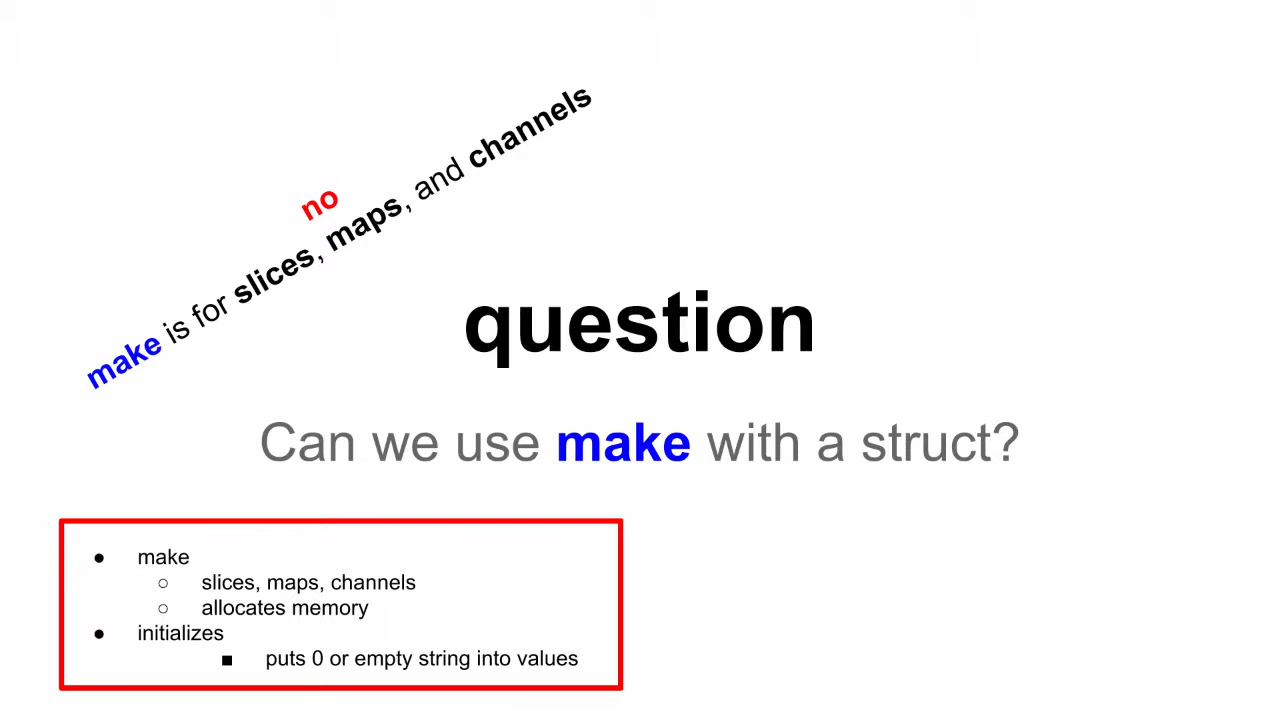 no
make is for slices, maps, and channels
question
Can we use make with a struct?
● make
○ slices, maps, channels
○ allocates memory
● initializes
■ puts 0 or empty string into values